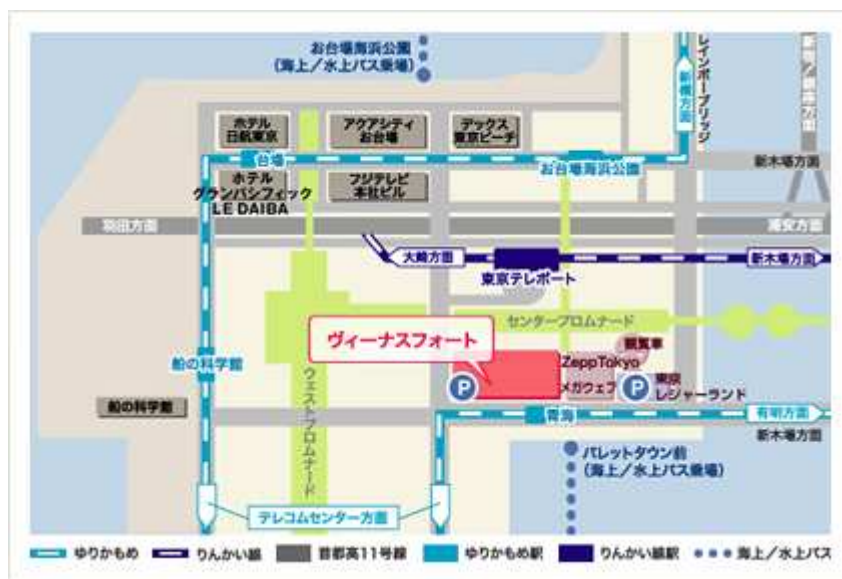 お台場海浜公園
(海上/水上バス乗場)
レインボーブリッジ
新橋方面
ホテル
日航東京
アクアシティ
お台場
デックス
東京ビーチ
台場
お台場海浜公園
新木場方面
ホテル
グランパシフィック
LE DAIBA
フジテレビ
本社ビル
羽田方面
浦安方面
大崎方面
東京テレポート
新木場方面
センタープロムナード
ヴィーナスフォート
観覧車
ZeppTokyo
船の科学館
P
メガウェブ
P
東京
レジャーランド
船の科学館
ウエストプロムナード
青海
有明方面
新木場方面
パレットタウン前
(海上/水上バス乗場)
テレコムセンター方面
ゆりかもめ
りんかい線
首都高11号線
ゆりかもめ駅
りんかい線駅
海上/水上バス